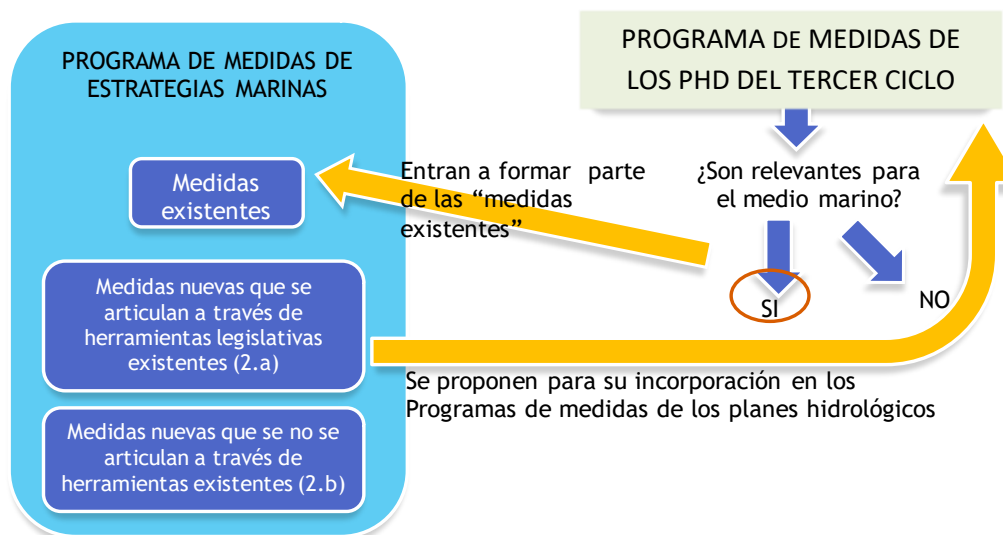 PROGRAMA DE MEDIDAS DE
ESTRATEGIAS MARINAS
Medidas
existentes
Medidas nuevas que se
articulan a través de
herramientas legislativas
existentes (2.a)
Medidas nuevas que se no se
articulan a través de
herramientas existentes (2.b)
Entran a formar parte
de las “medidas
existentes”
PROGRAMA DE MEDIDAS DE
LOS PHD DEL TERCER CICLO
¿Son relevantes para
el medio marino?
SI
NO
Se proponen para su incorporación en los
Programas de medidas de los planes hidrológicos